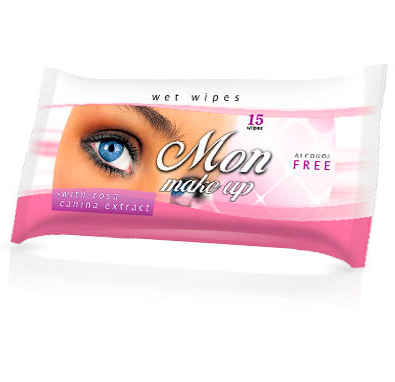 wet wipes
15
wipes
Mon
make up
ALCOHOL
FREE
•with rosa
canina extract